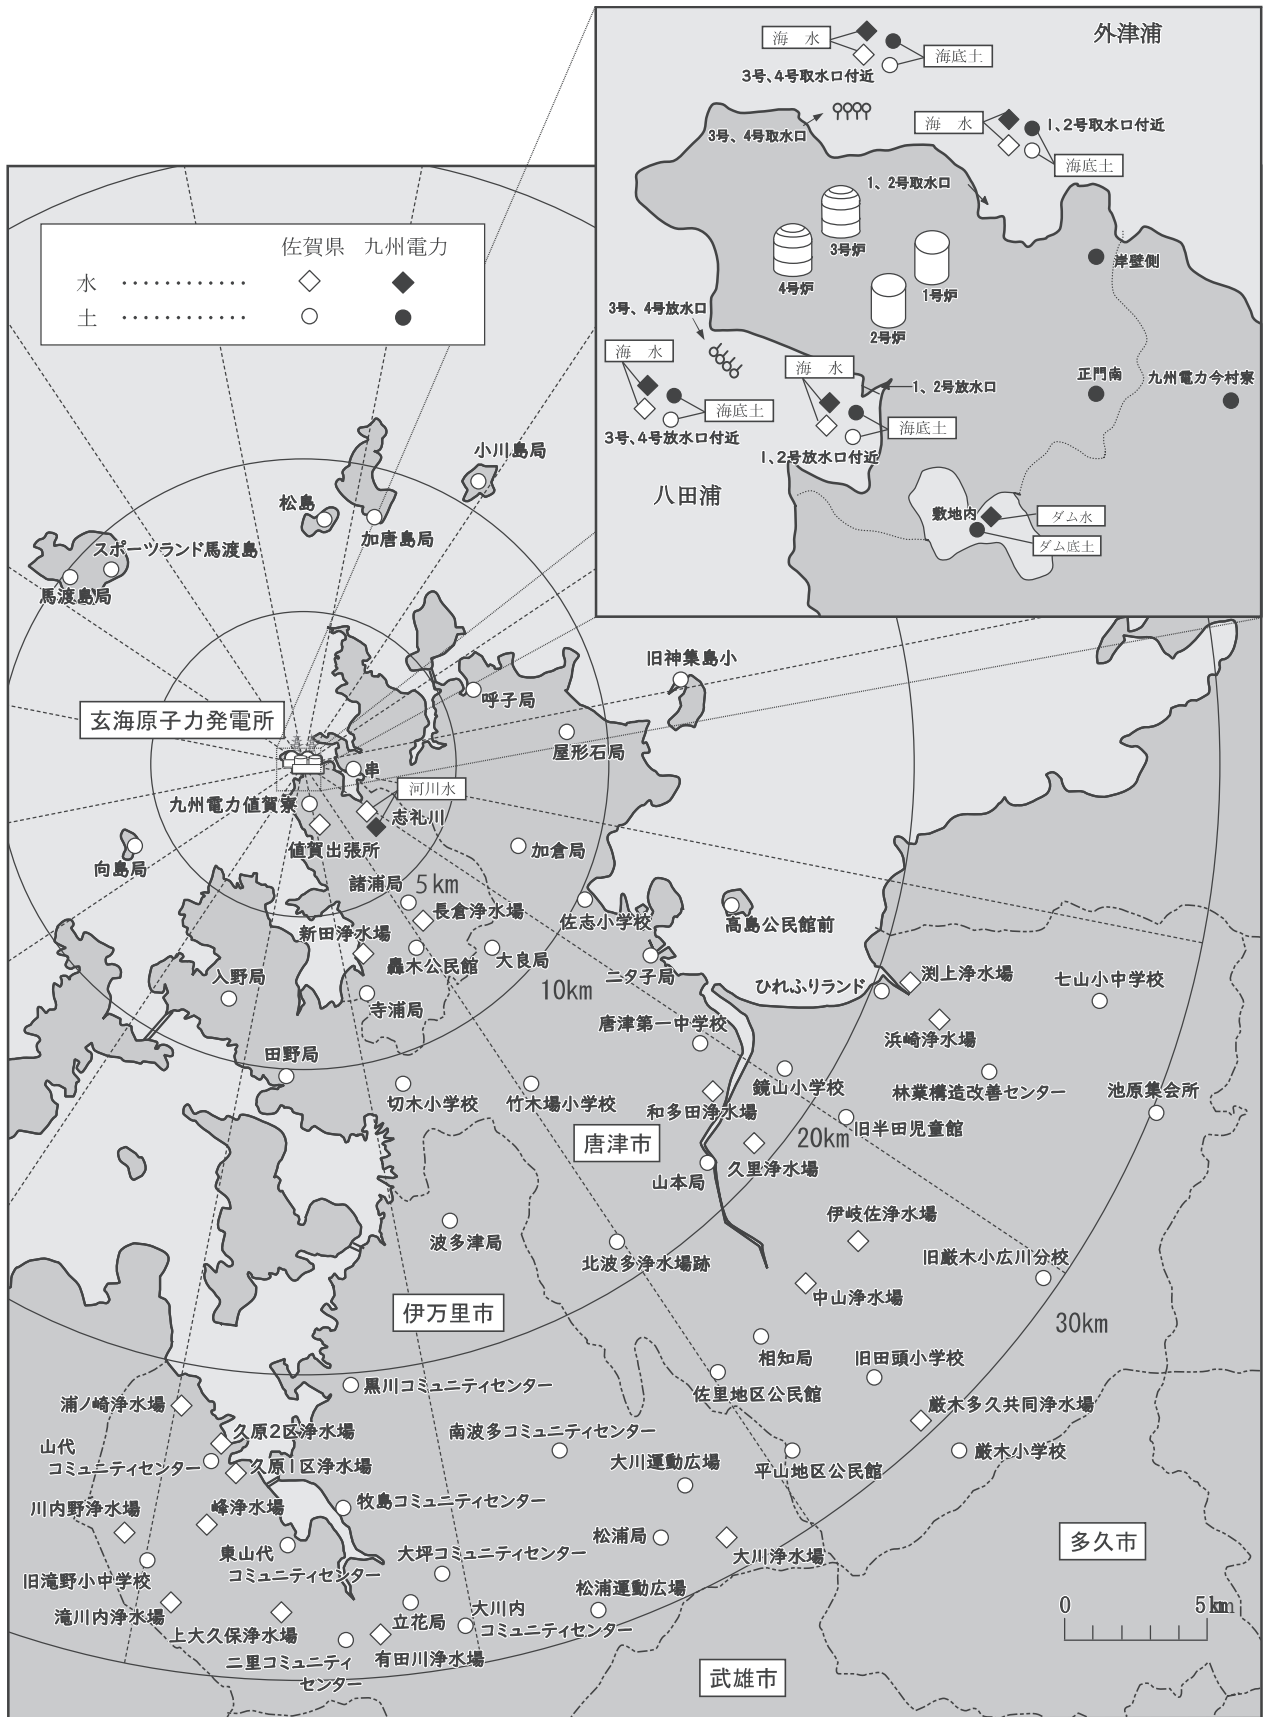 外津浦
海　水
海底土
3号、4号取水口付近
海　水
1、2号取水口付近
海底土
3号、4号取水口
1、2号取水口
3号炉
4号炉
1号炉
2号炉
岸壁側
3号、4号放水口
海　水
海　水
正門南
九州電力今村寮
1、2号放水口
海底土
海底土
3号、4号放水口付近
1、2号放水口付近
八田浦
敷地内
ダム水
ダム底土
佐賀県　九州電力
水 ････････････
土 ････････････
小川島局
松島
加唐島局
スポーツランド馬渡島
馬渡島局
旧神集島小
呼子局
玄海原子力発電所
屋形石局
串
河川水
九州電力値賀寮
志礼川
値賀出張所
加倉局
向島局
諸浦局
5km
長倉浄水場
佐志小学校
高島公民館前
新田浄水場
轟木公民館
大良局
二タ子局
入野局
10km
ひれふりランド
渕上浄水場
七山小中学校
寺浦局
唐津第一中学校
浜崎浄水場
田野局
切木小学校
竹木場小学校
鏡山小学校
林業構造改善センター
池原集会所
和多田浄水場
旧半田児童館
唐津市
20km
久里浄水場
山本局
伊岐佐浄水場
波多津局
北波多浄水場跡
旧厳木小広川分校
中山浄水場
伊万里市
30km
相知局
旧田頭小学校
黒川コミュニティセンター
佐里地区公民館
浦ノ崎浄水場
厳木多久共同浄水場
久原2区浄水場
南波多コミュニティセンター
山代
コミュニティセンター
久原1区浄水場
大川運動広場
平山地区公民館
厳木小学校
川内野浄水場
峰浄水場
牧島コミュニティセンター
松浦局
大川浄水場
多久市
東山代
コミュニティセンター
大坪コミュニティセンター
旧滝野小中学校
松浦運動広場
滝川内浄水場
立花局
大川内
コミュニティセンター
0
5km
上大久保浄水場
二里コミュニティ
センター
有田川浄水場
武雄市